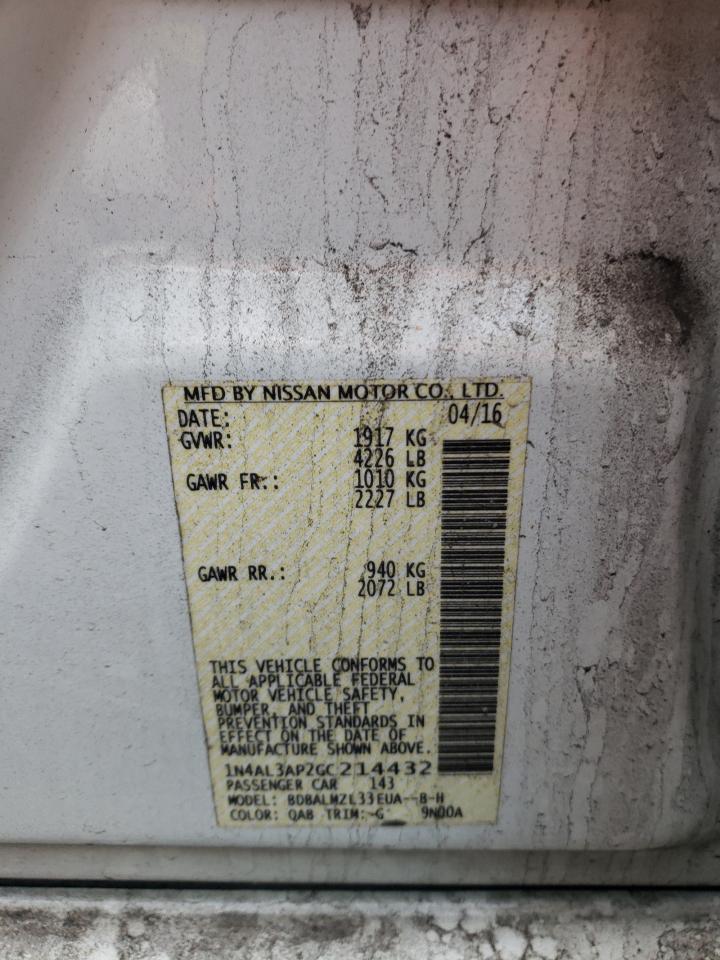 MFD BY NISSAN MOTOR CO., LTD.
DATE: 04/16
GVWR: 1917 KG
4226 LB
GAWR FR.: 1010 KG
2227 LB
GAWR RR.: 940 KG
2072 LB
THIS VEHICLE CONFORMS TO
ALL APPLICABLE FEDERAL
MOTOR VEHICLE SAFETY,
BUMPER, AND THEFT
PREVENTION STANDARDS IN
EFFECT ON THE DATE OF
MANUFACTURE SHOWN ABOVE.
1N4AL3AP2GC214432
PASSENGER CAR 143
MODEL: BDBALMZL33EUA--B-H
COLOR: QAB TRIM: G 9N00A